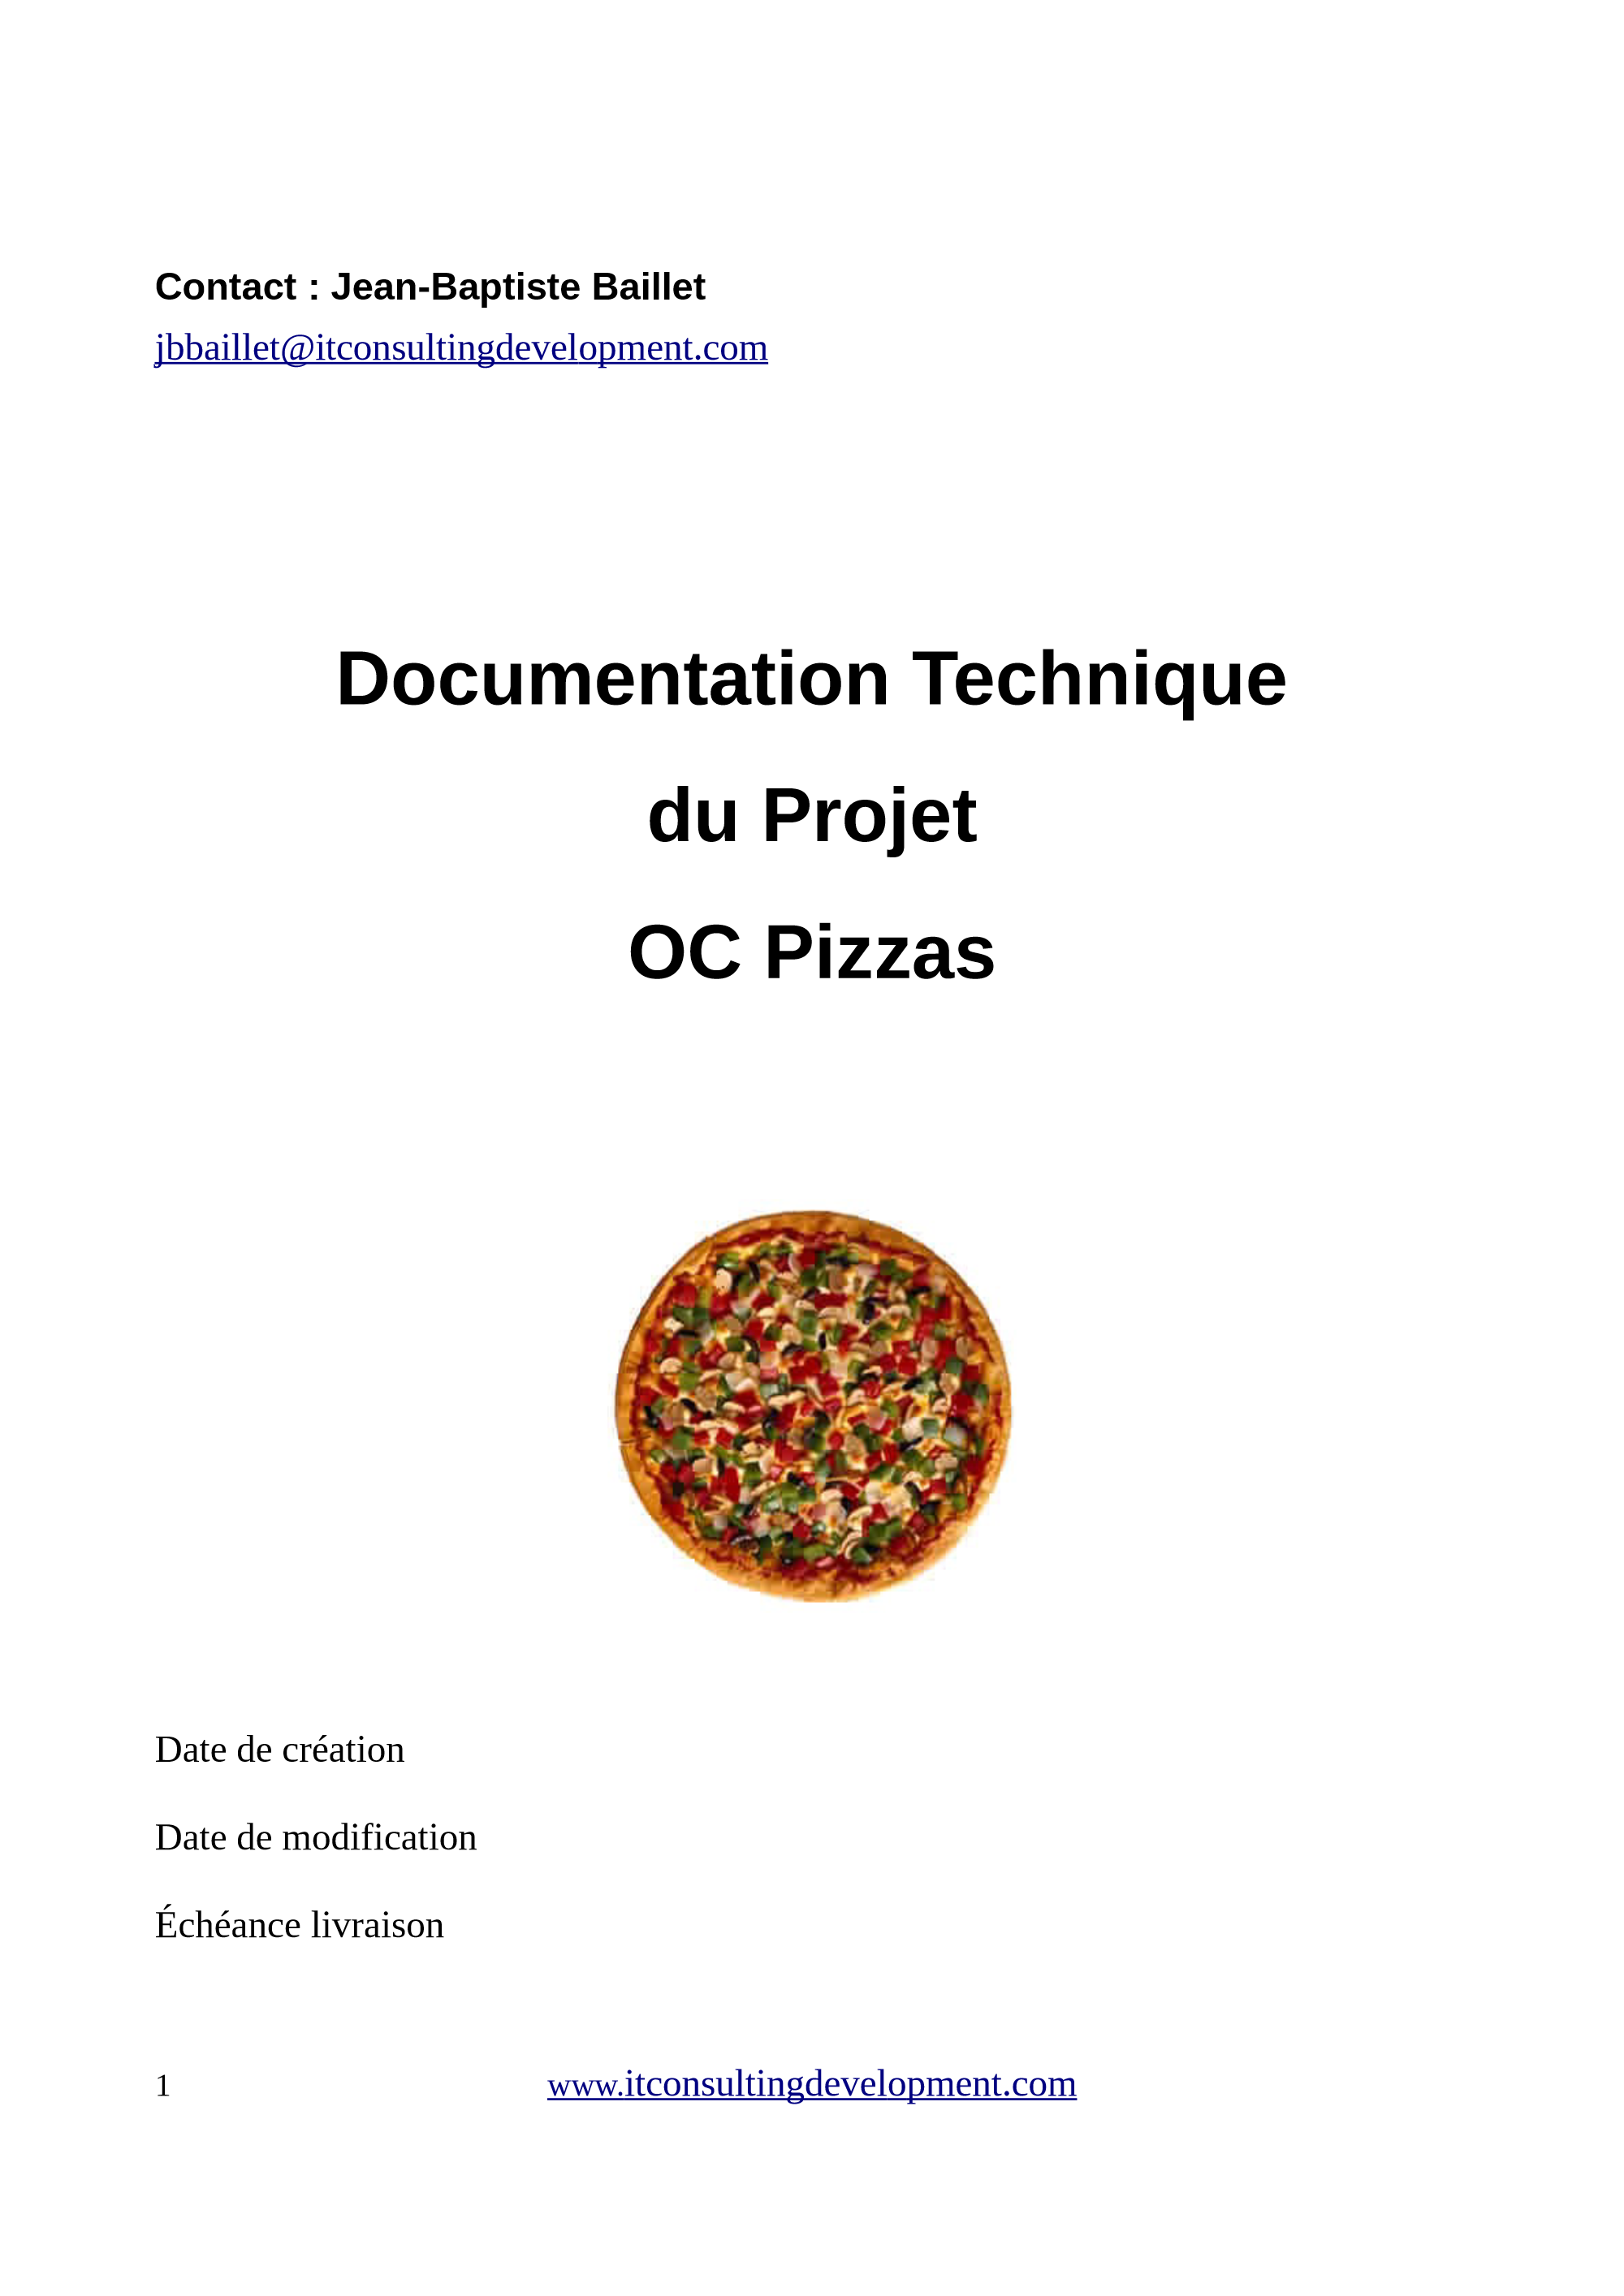 Contact : Jean-Baptiste Baillet
jbbaillet@itconsultingdevelopment.com
Documentation Technique
du Projet
OC Pizzas
Date de création
Date de modification
Échéance livraison
1 www.itconsultingdevelopment.com